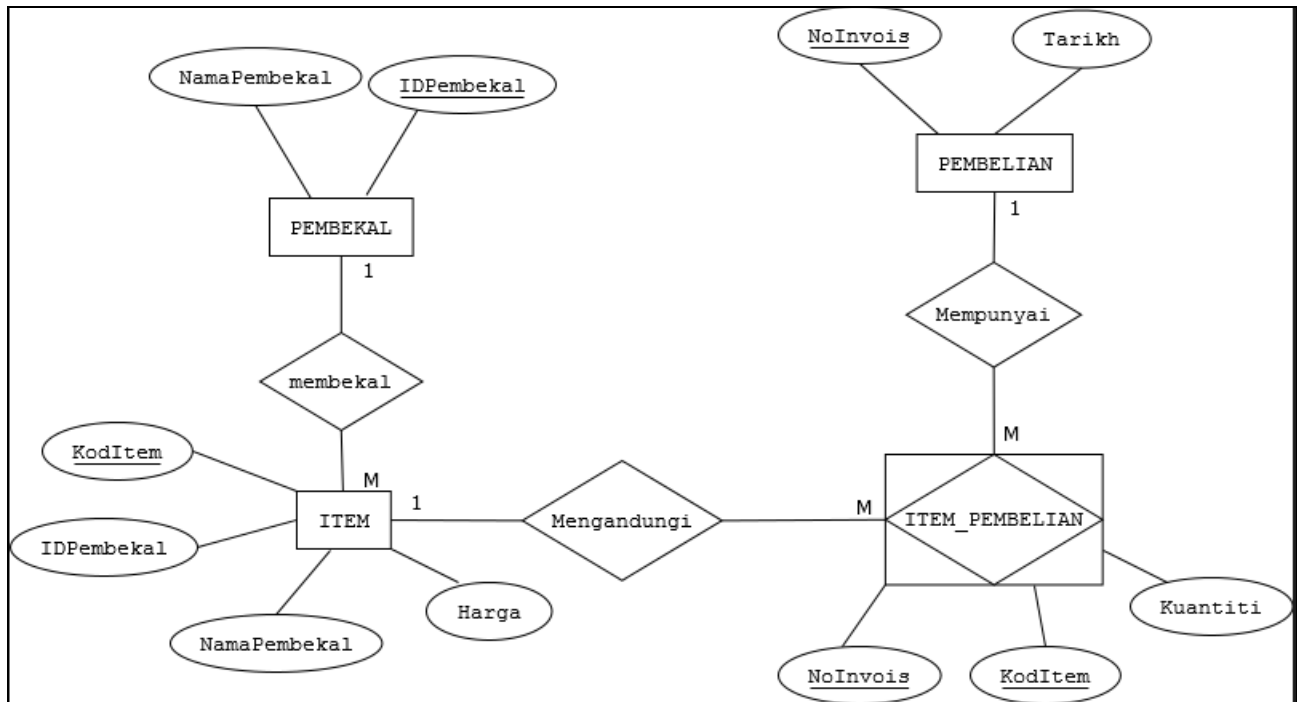 NoInvois
Tarikh
NamaPembekal
IDPembekal
PEMBELIAN
1
PEMBEKAL
1
Mempunyai
membekal
M
KodItem
M
1
ITEM
Mengandungi
M
ITEM_PEMBELIAN
IDPembekal
Harga
Kuantiti
NamaPembekal
NoInvois
KodItem